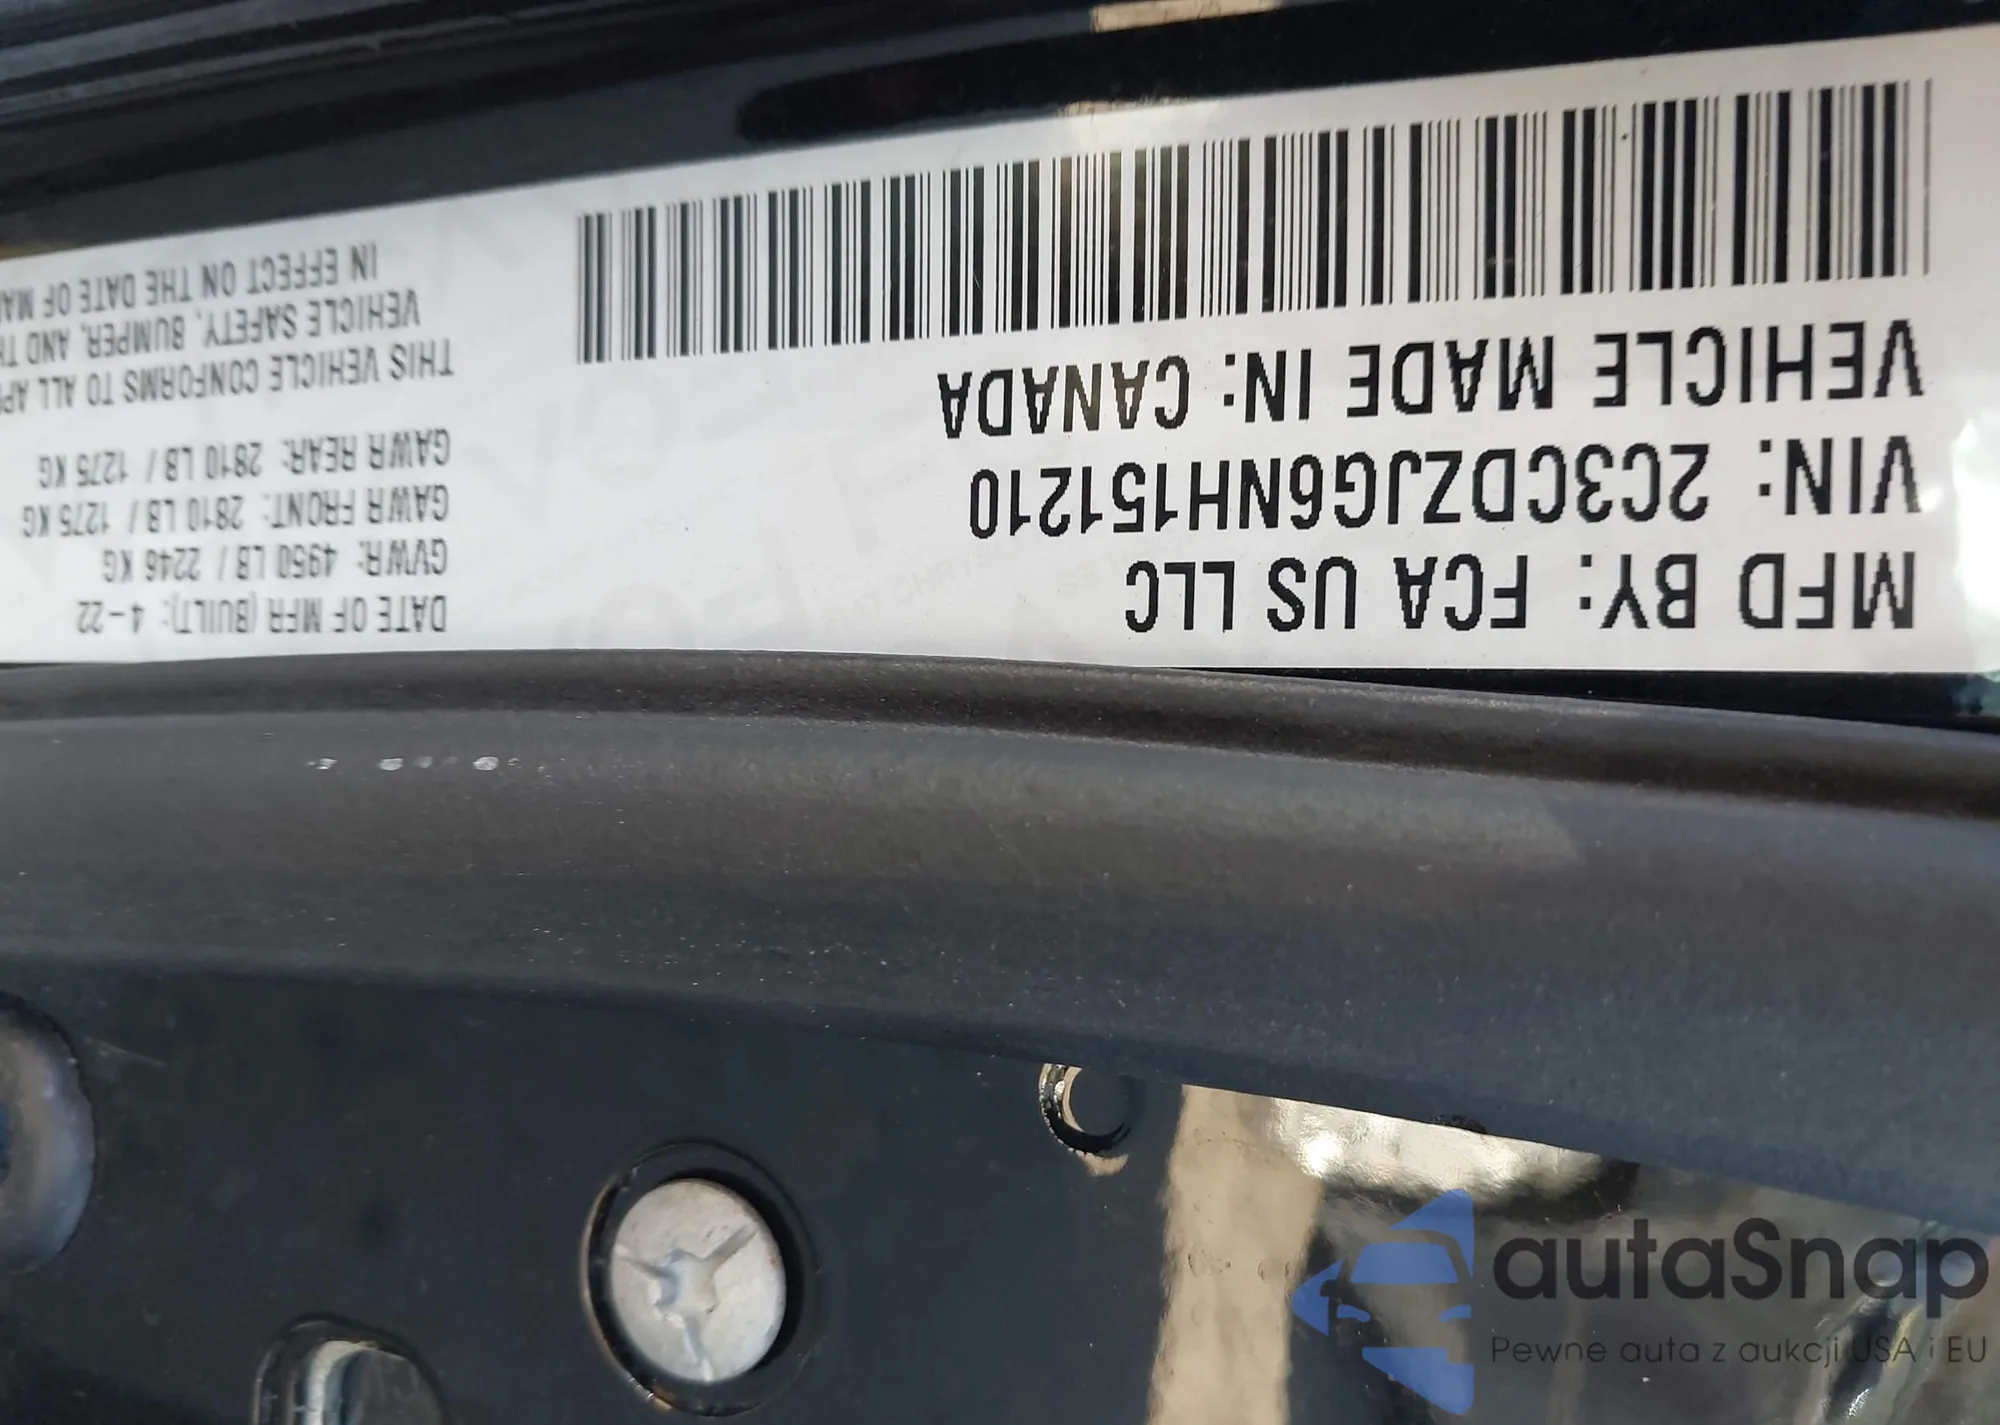 MFD BY: FCA US LLC
VIN: 2C3CDZJG6NH151210
VEHICLE MADE IN: CANADA
DATE OF MFR (BUILT): 4-22
GVWR: 4950 LB / 2246 KG
GAWR FRONT: 2810 LB / 1275 KG
GAWR REAR: 2810 LB / 1275 KG
THIS VEHICLE CONFORMS TO ALL
VEHICLE SAFETY, BUMPER, AND
IN EFFECT ON THE DATE OF
autaSnap
Pewne auta z aukcji USA i EU